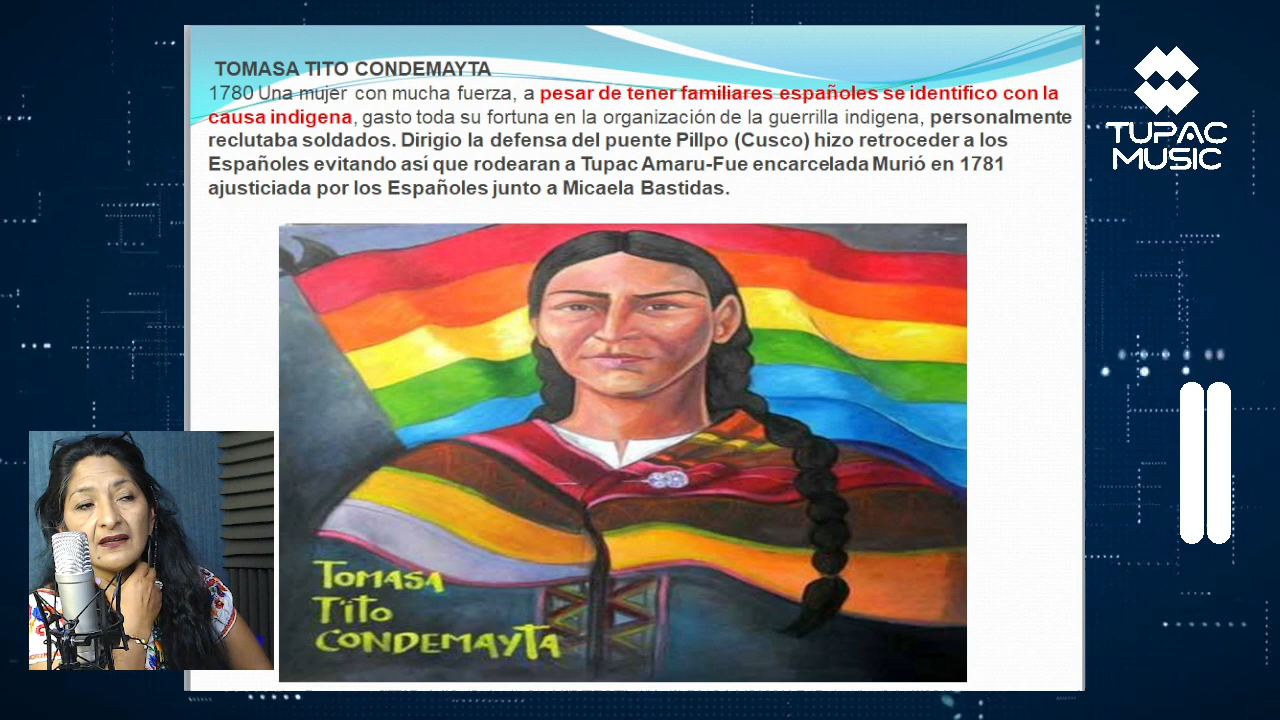 TOMASA TITO CONDEMAYTA
1780 Una mujer con mucha fuerza, a pesar de tener familiares españoles se identifico con la
causa indigena, gasto toda su fortuna en la organización de la guerrilla indigena, personalmente
reclutaba soldados. Dirigio la defensa del puente Pillpo (Cusco) hizo retroceder a los
Españoles evitando así que rodearan a Tupac Amaru-Fue encarcelada Murió en 1781
ajusticiada por los Españoles junto a Micaela Bastidas.
TUPAC
MUSIC
TOMASA
TITO
CONDEMAYTA